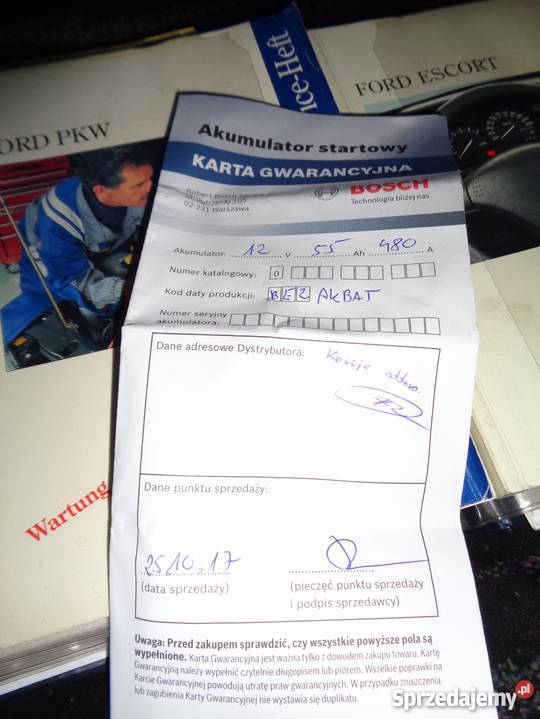 ce-Heft
ORD PKW
FORD ESCORT
Akumulator startowy
KARTA GWARANCYJNA
Robert Bosch
ul. Jutrzenki 105
02-231 Warszawa
BOSCH
Technologia bliżej nas
Akumulator: 12 V 55 Ah 480 A
Numer katalogowy: 0
Kod daty produkcji: BEZ AKBAT
Numer seryjny
akumulatora:
Dane adresowe Dystrybutora:
Kaucje
Dane punktu sprzedaży:
25.10.17
(data sprzedaży)
(pieczęć punktu sprzedaży
i podpis sprzedawcy)
Wartung
Uwaga: Przed zakupem sprawdzić, czy wszystkie powyższe pola są
wypełnione. Karta Gwarancyjna jest ważna tylko z dowodem zakupu towaru. Kartę
Gwarancyjną należy wypełnić czytelnie długopisem lub piórem. Wszelkie poprawki na
Karcie Gwarancyjnej powodują utratę praw gwarancyjnych. W przypadku zniszczenia
lub zagubienia Karty Gwarancyjnej nie wystawia się duplikatu.
Sprzedajemy.pl